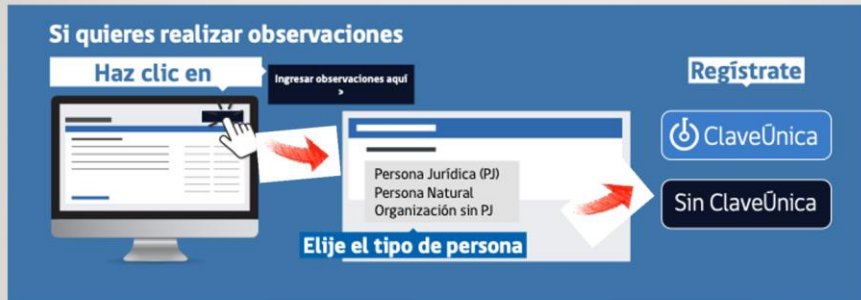 Si quieres realizar observaciones
Haz clic en
Ingresar observaciones aquí
>
Persona Jurídica (PJ)
Persona Natural
Organización sin PJ
Elije el tipo de persona
Regístrate
ClaveÚnica
Sin ClaveÚnica